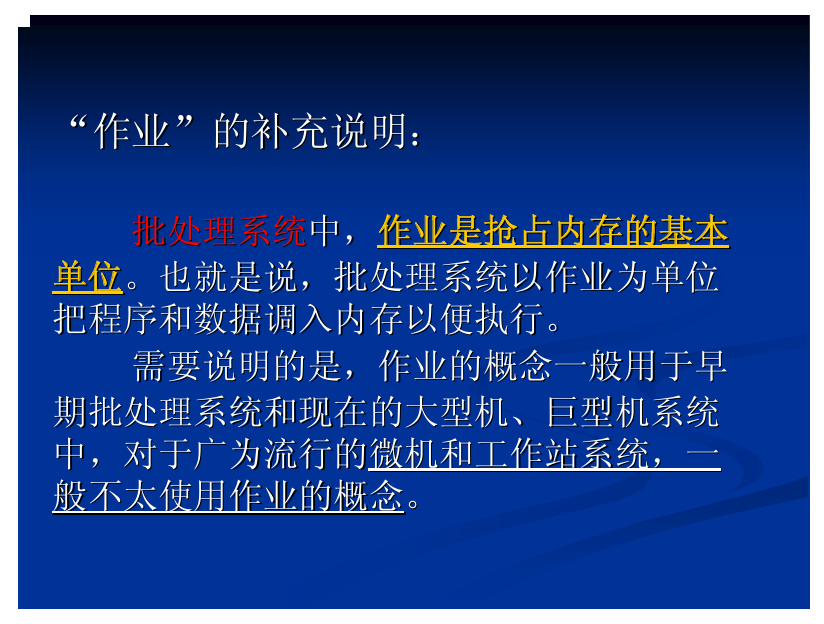 “作业”的补充说明：
批处理系统中，作业是抢占内存的基本
单位。也就是说，批处理系统以作业为单位
把程序和数据调入内存以便执行。
需要说明的是，作业的概念一般用于早
期批处理系统和现在的大型机、巨型机系统
中，对于广为流行的微机和工作站系统，一
般不太使用作业的概念。